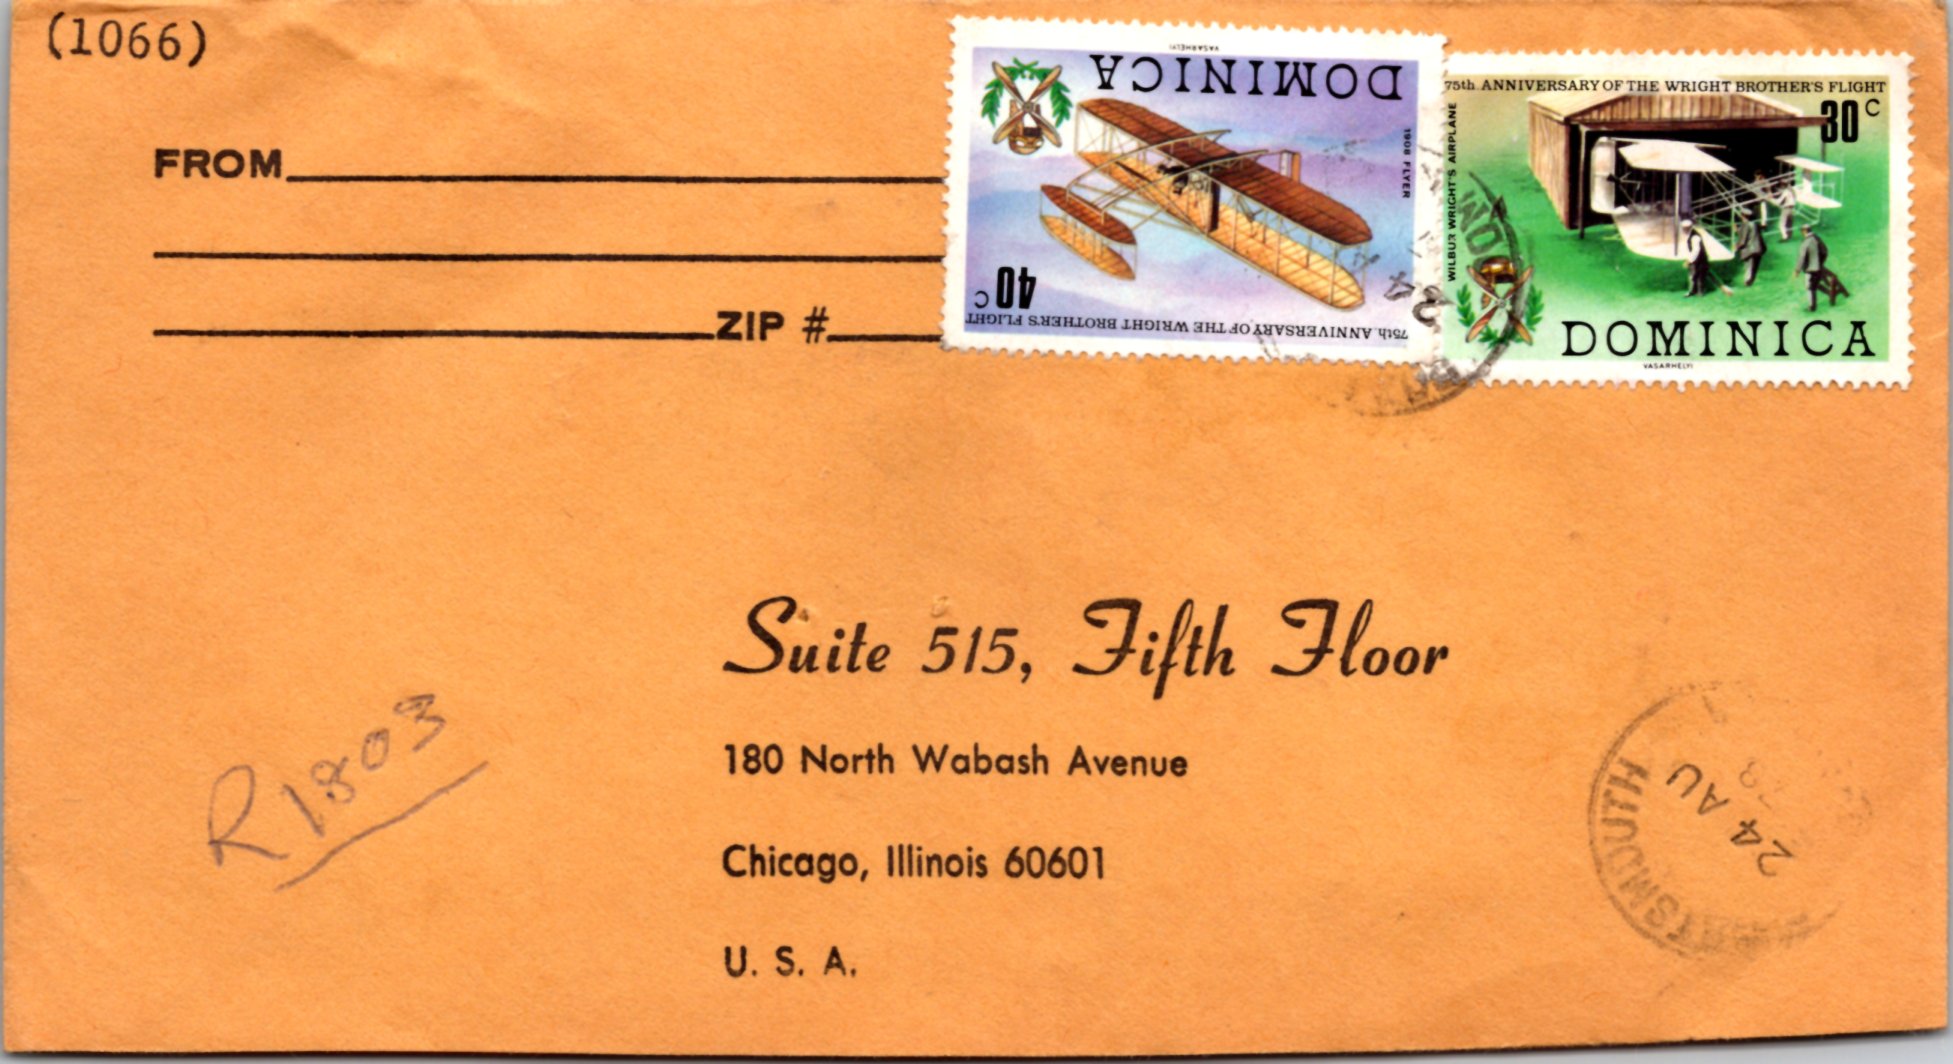 (1066)
FROM
ZIP #
VASARHELYI
DOMINICA
1908 FLYER
40c
75th. ANNIVERSARY OF THE WRIGHT BROTHER'S FLIGHT
75th. ANNIVERSARY OF THE WRIGHT BROTHER'S FLIGHT
30c
WILBUR WRIGHT'S AIRPLANE
DOMINICA
VASARHELYI
Suite 515, Fifth Floor
180 North Wabash Avenue
Chicago, Illinois 60601
U. S. A.
R1803
24 AU